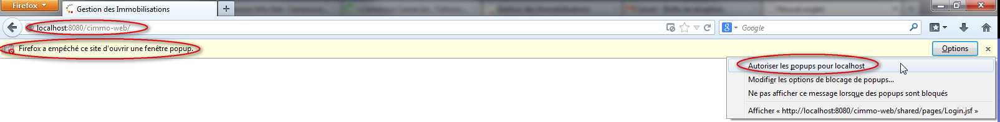 Firefox
Gestion des Immobilisations
localhost:8080/cimmo-web/
Google
Firefox a empêché ce site d'ouvrir une fenêtre popup.
Options
Autoriser les popups pour localhost
Modifier les options de blocage de popups...
Ne pas afficher ce message lorsque des popups sont bloqués
Afficher « http://localhost:8080/cimmo-web/shared/pages/Login.jsf »